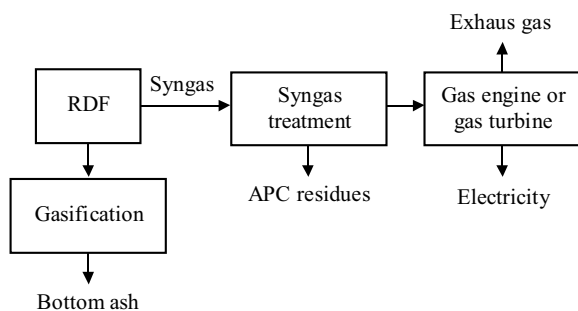 Exhaus gas
RDF
Syngas
Syngas
treatment
Gas engine or
gas turbine
Gasification
APC residues
Electricity
Bottom ash